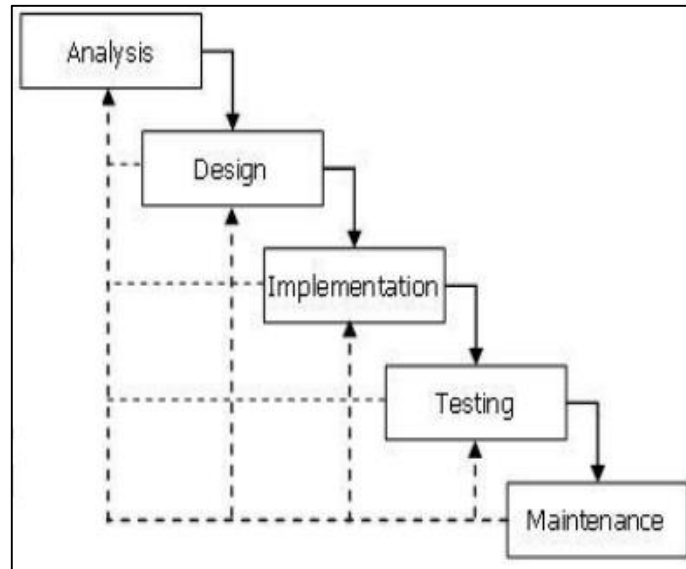 Analysis
Design
Implementation
Testing
Maintenance